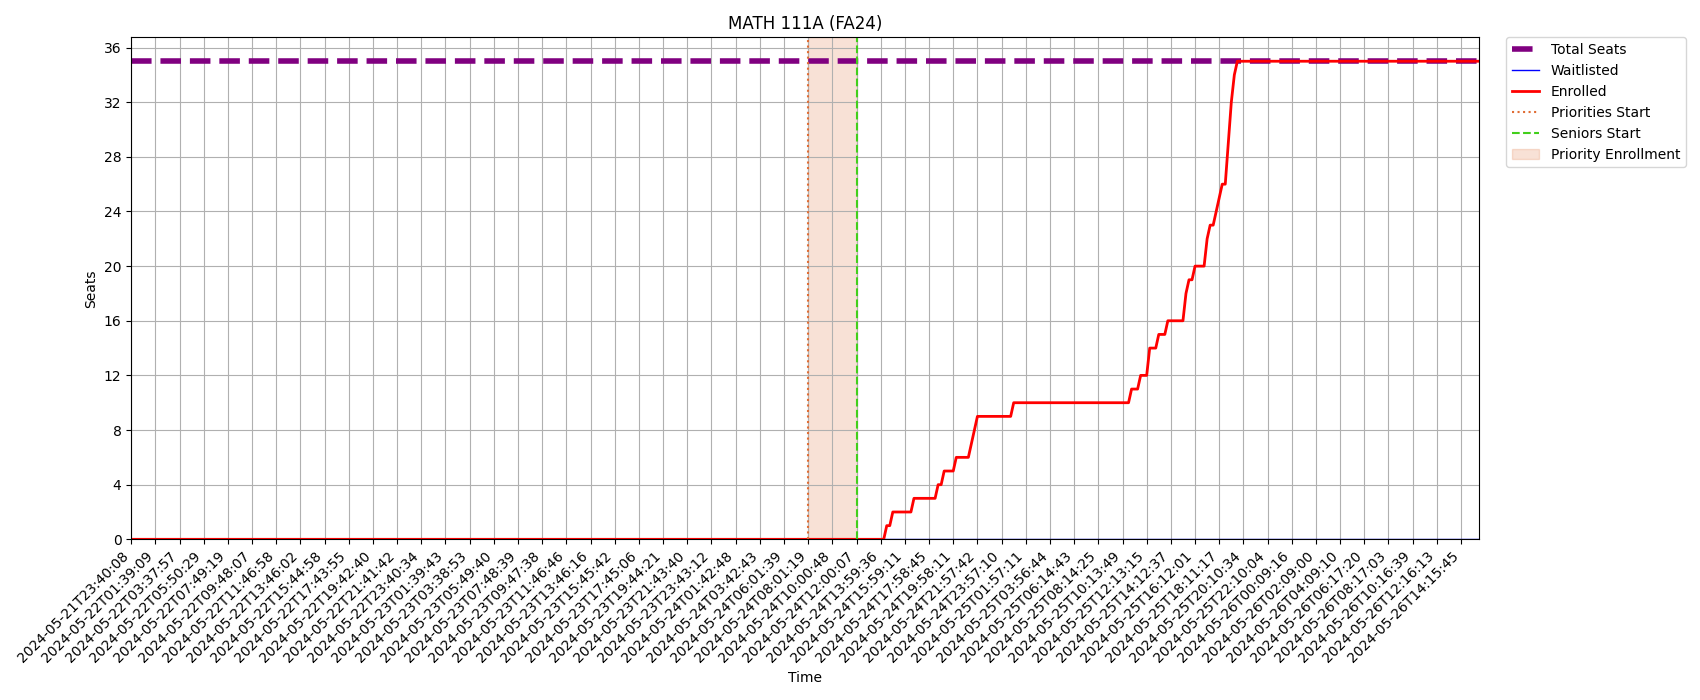 MATH 111A (FA24)
Total Seats
Waitlisted
Enrolled
Priorities Start
Seniors Start
Priority Enrollment
Seats
36
32
28
24
20
16
12
8
4
0
2024-05-21T23:40:08
2024-05-22T01:39:09
2024-05-22T03:37:57
2024-05-22T05:50:29
2024-05-22T07:49:19
2024-05-22T09:48:07
2024-05-22T11:46:58
2024-05-22T13:46:02
2024-05-22T15:44:58
2024-05-22T17:43:55
2024-05-22T19:42:40
2024-05-22T21:41:42
2024-05-22T23:40:34
2024-05-23T01:39:43
2024-05-23T03:38:53
2024-05-23T05:49:40
2024-05-23T07:48:39
2024-05-23T09:47:38
2024-05-23T11:46:46
2024-05-23T13:46:16
2024-05-23T15:45:42
2024-05-23T17:45:06
2024-05-23T19:44:21
2024-05-23T21:43:40
2024-05-23T23:43:12
2024-05-24T01:42:48
2024-05-24T03:42:43
2024-05-24T06:01:39
2024-05-24T08:01:19
2024-05-24T10:00:48
2024-05-24T12:00:07
2024-05-24T13:59:36
2024-05-24T15:59:11
2024-05-24T17:58:45
2024-05-24T19:58:11
2024-05-24T21:57:42
2024-05-24T23:57:10
2024-05-25T01:57:11
2024-05-25T03:56:44
2024-05-25T06:14:43
2024-05-25T08:14:25
2024-05-25T10:13:49
2024-05-25T12:13:15
2024-05-25T14:12:37
2024-05-25T16:12:01
2024-05-25T18:11:17
2024-05-25T20:10:34
2024-05-25T22:10:04
2024-05-26T00:09:16
2024-05-26T02:09:00
2024-05-26T04:09:10
2024-05-26T06:17:20
2024-05-26T08:17:03
2024-05-26T10:16:39
2024-05-26T12:16:13
2024-05-26T14:15:45
Time